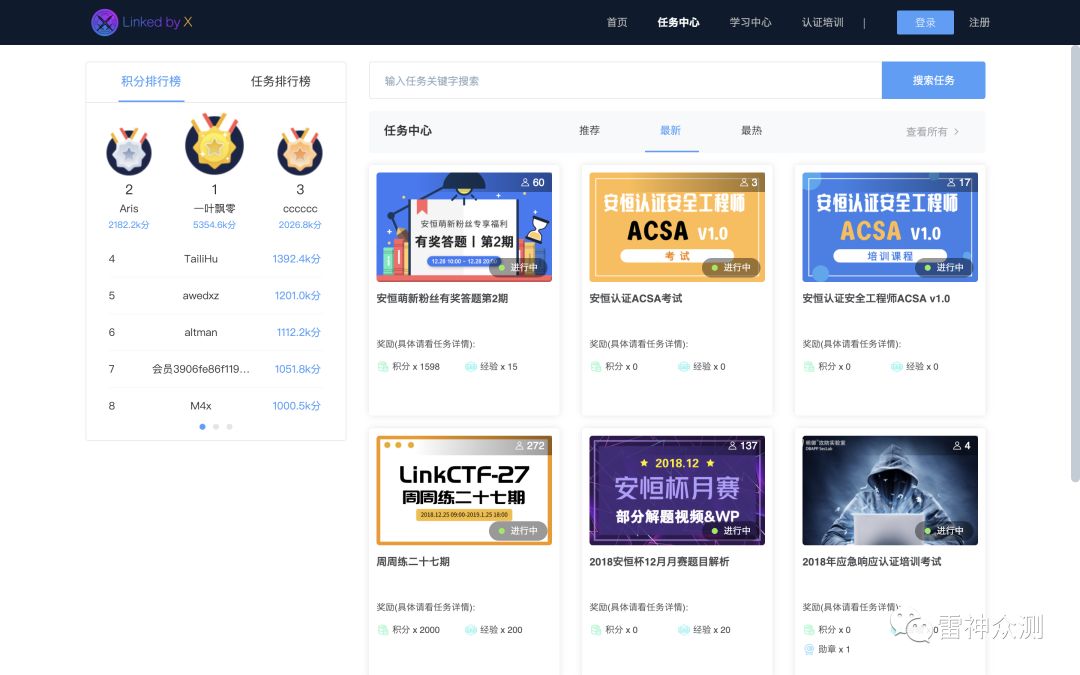 Linked by X
首页 任务中心 学习中心 认证培训 | 登录 注册
积分排行榜 任务排行榜
2 1 3
Aris 一叶飘零 cccccc
2182.2k分 5354.6k分 2026.8k分
4 TailiHu 1392.4k分
5 awedxz 1201.0k分
6 altman 1112.2k分
7 会员3906fe86f119... 1051.8k分
8 M4x 1000.5k分
输入任务关键字搜索 搜索任务
任务中心 推荐 最新 最热 查看所有
60
安恒萌新粉丝专享福利
有奖答题 | 第2期
12.28 10:00 ~ 12.28 20:00
进行中
安恒萌新粉丝有奖答题第2期
奖励(具体请看任务详情):
积分 x 1598 经验 x 15
3
安恒认证安全工程师
ACSA V1.0
考试
进行中
安恒认证ACSA考试
奖励(具体请看任务详情):
积分 x 0 经验 x 0
17
安恒认证安全工程师
ACSA V1.0
培训课程
进行中
安恒认证安全工程师ACSA v1.0
奖励(具体请看任务详情):
积分 x 0 经验 x 0
272
LinkCTF-27
周周练二十七期
2018.12.25 09:00-2019.1.25 18:00
进行中
周周练二十七期
奖励(具体请看任务详情):
积分 x 2000 经验 x 200
137
2018.12
安恒杯月赛
部分解题视频&WP
进行中
2018安恒杯12月月赛题目解析
奖励(具体请看任务详情):
积分 x 0 经验 x 20
4
DBAPP SecLab
进行中
2018年应急响应认证培训考试
奖励(具体请看任务详情):
积分 x 0 0
勋章 x 1
雷神众测